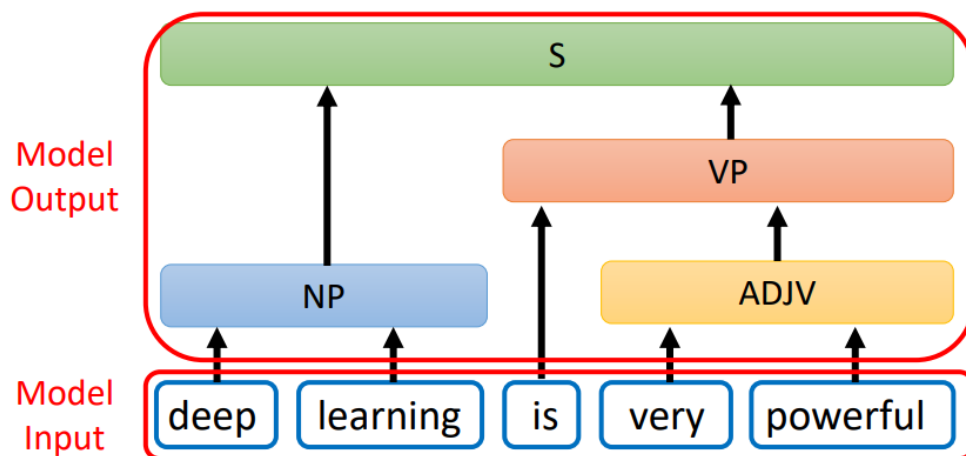 S
Model
Output
VP
NP
ADJV
Model
Input
deep learning is very powerful